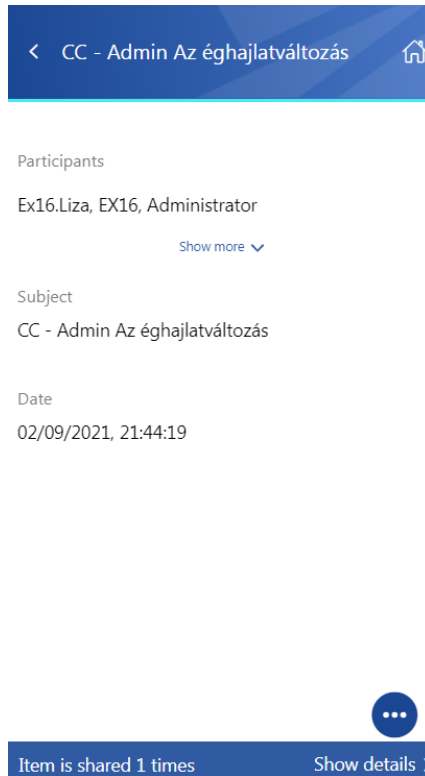 CC - Admin Az éghajlatváltozás
Participants
Ex16.Liza, EX16, Administrator
Show more
Subject
CC - Admin Az éghajlatváltozás
Date
02/09/2021, 21:44:19
Item is shared 1 times Show details